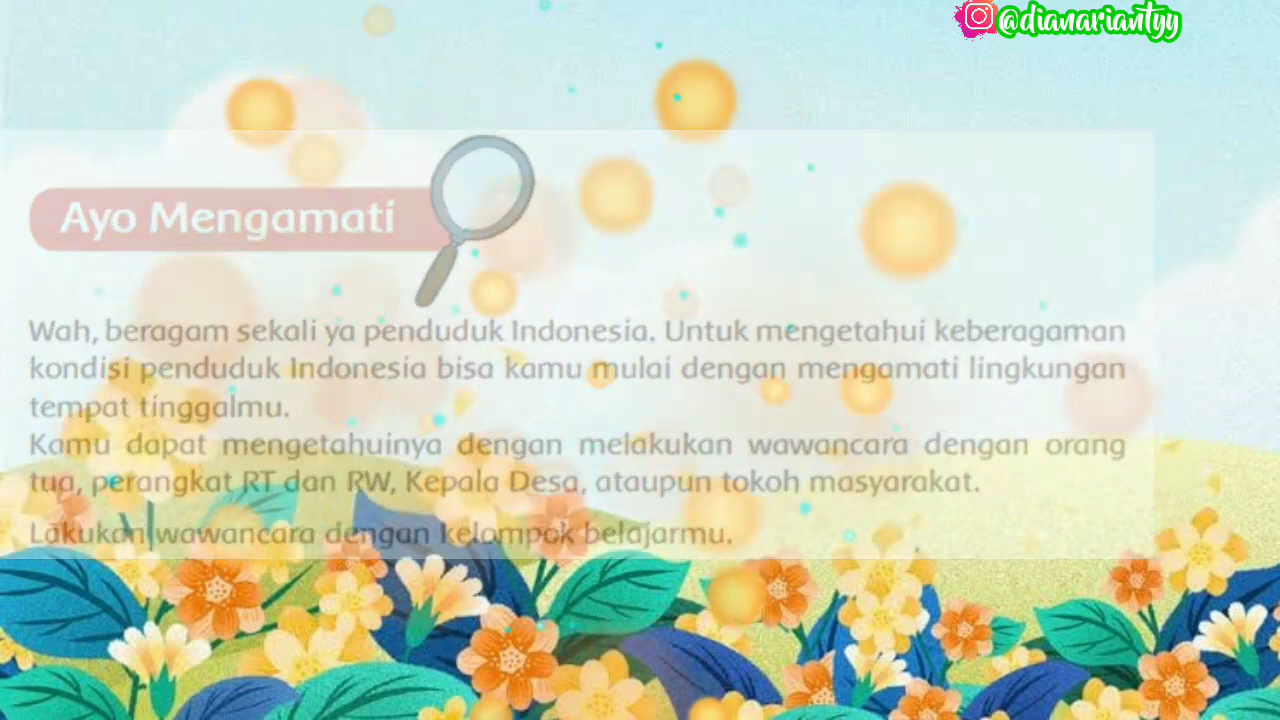 @dianariantyy
Ayo Mengamati
Wah, beragam sekali ya penduduk Indonesia. Untuk mengetahui keberagaman
kondisi penduduk Indonesia bisa kamu mulai dengan mengamati lingkungan
tempat tinggalmu.
Kamu dapat mengetahuinya dengan melakukan wawancara dengan orang
tua, perangkat RT dan RW, Kepala Desa, ataupun tokoh masyarakat.
Lakukan wawancara dengan kelompok belajarmu.